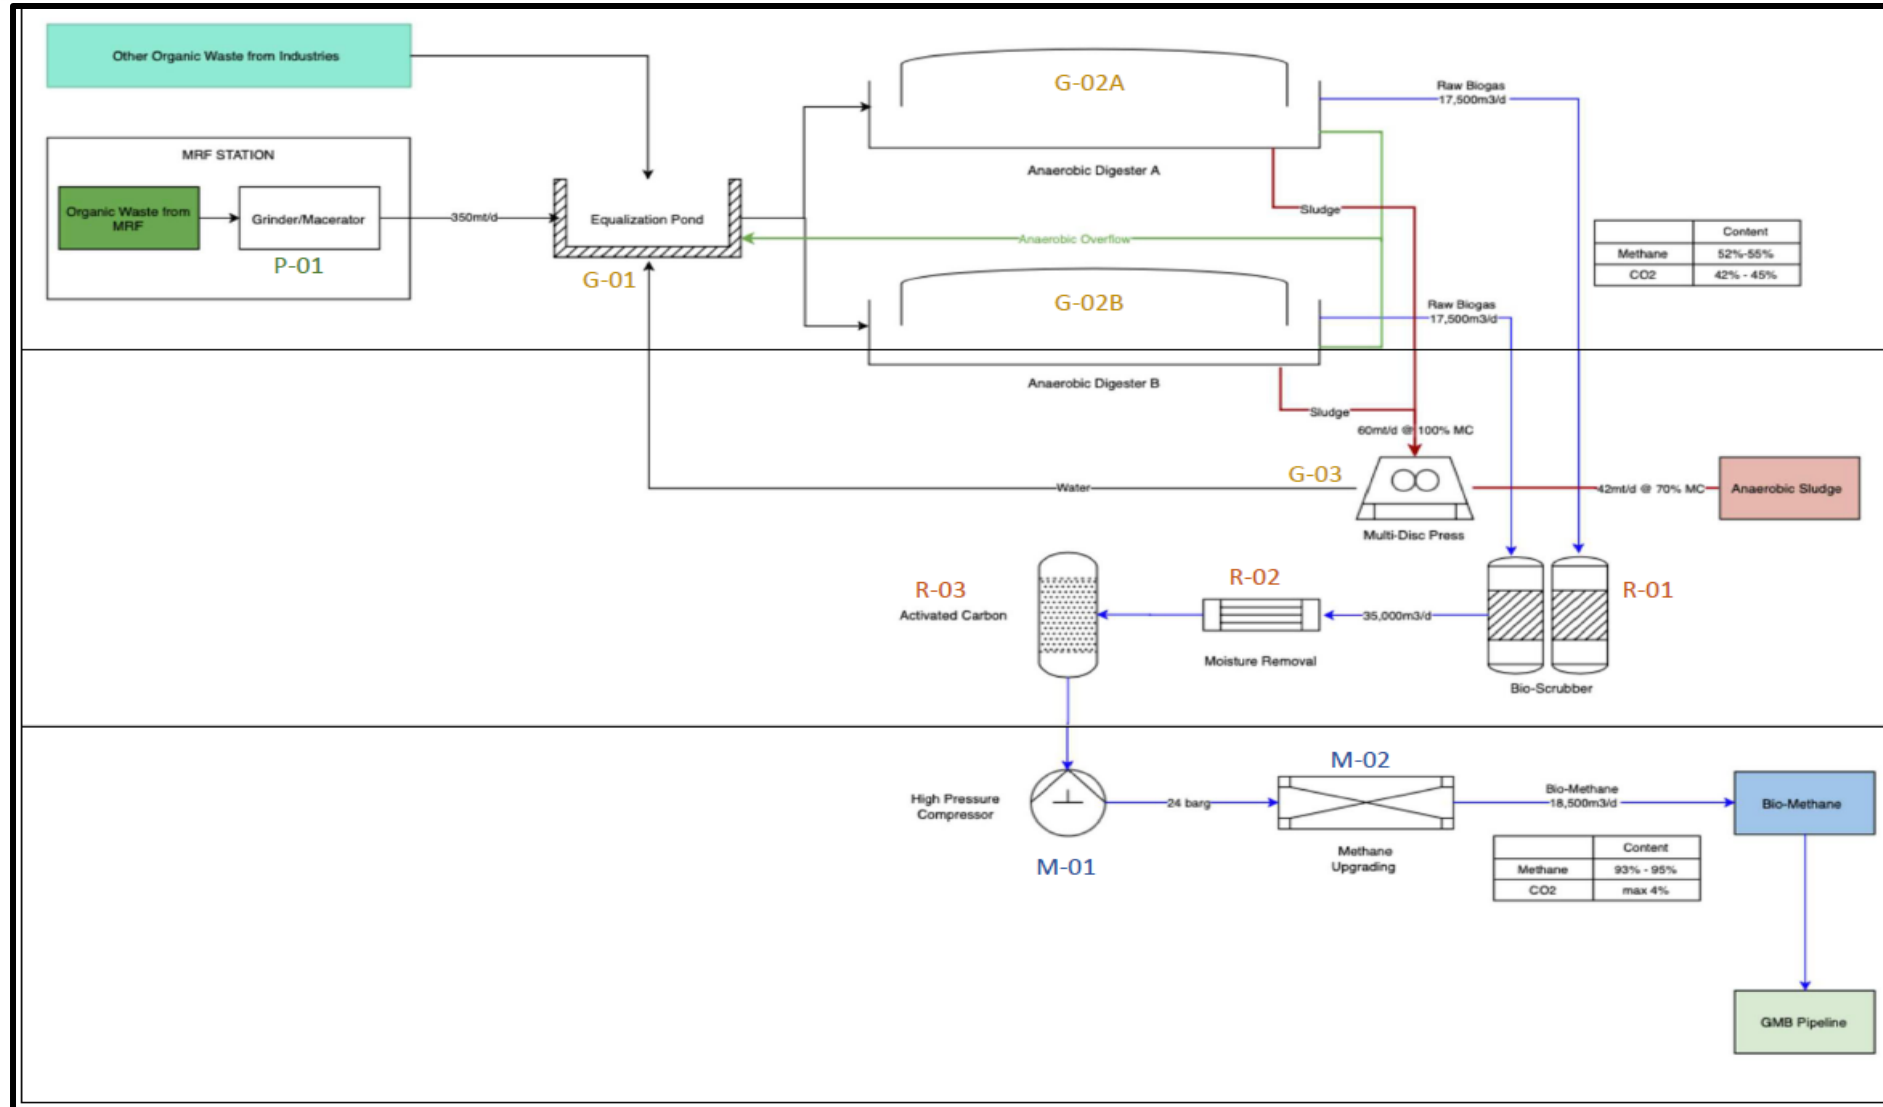 Other Organic Waste from Industries
MRF STATION
Organic Waste from
MRF
Grinder/Macerator
P-01
350mt/d
Equalization Pond
G-01
G-02A
Anaerobic Digester A
Raw Biogas
17,500m3/d
Sludge
Anaerobic Overflow
G-02B
Anaerobic Digester B
Raw Biogas
17,500m3/d
Content
Methane 52%-55%
CO2 42% - 45%
Sludge
60mt/d @ 100% MC
G-03
Water
Multi-Disc Press
42mt/d @ 70% MC
Anaerobic Sludge
R-03
Activated Carbon
R-02
Moisture Removal
35,000m3/d
R-01
Bio-Scrubber
High Pressure
Compressor
M-01
24 barg
M-02
Methane
Upgrading
Bio-Methane
18,500m3/d
Content
Methane 93% - 95%
CO2 max 4%
Bio-Methane
GMB Pipeline